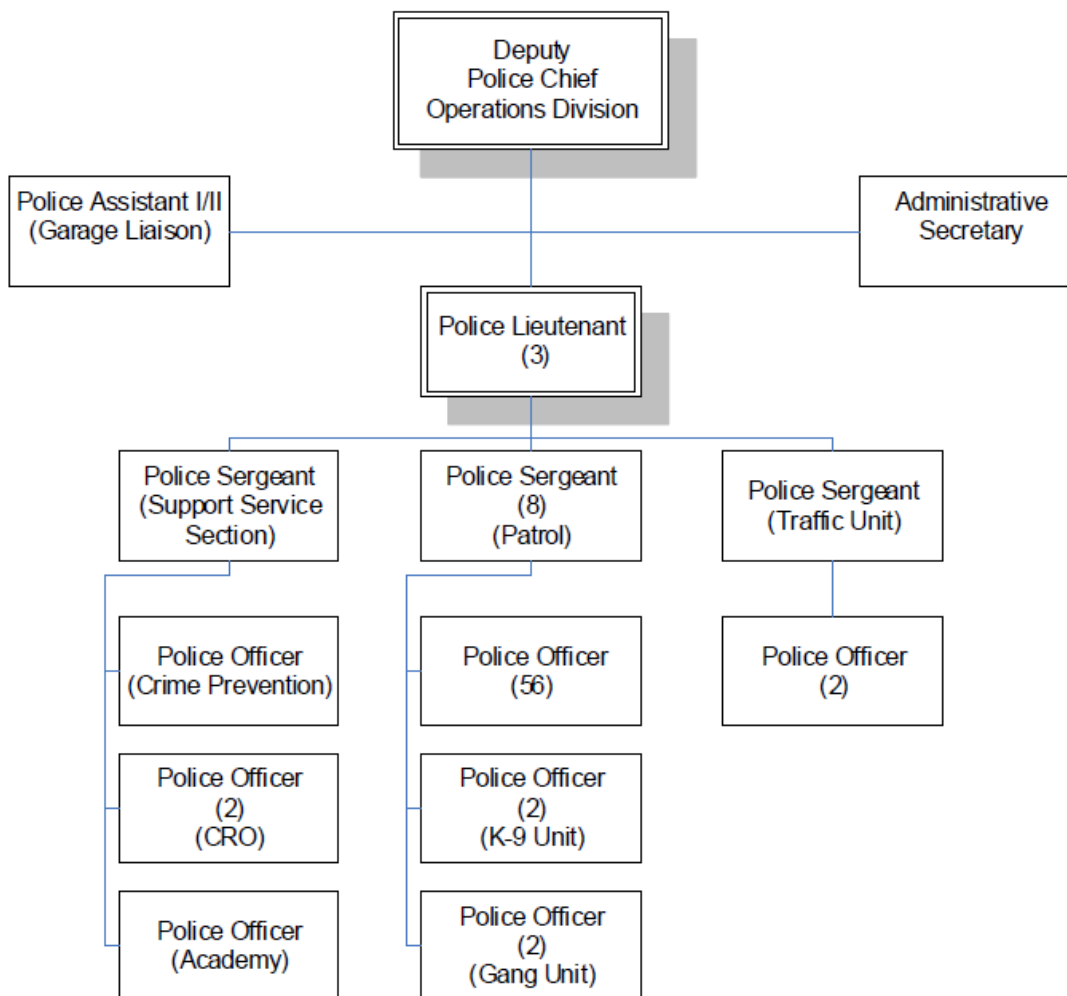 Deputy
Police Chief
Operations Division
Police Assistant I/II
(Garage Liaison)
Administrative
Secretary
Police Lieutenant
(3)
Police Sergeant
(Support Service
Section)
Police Sergeant
(8)
(Patrol)
Police Sergeant
(Traffic Unit)
Police Officer
(Crime Prevention)
Police Officer
(56)
Police Officer
(2)
Police Officer
(2)
(CRO)
Police Officer
(2)
(K-9 Unit)
Police Officer
(Academy)
Police Officer
(2)
(Gang Unit)